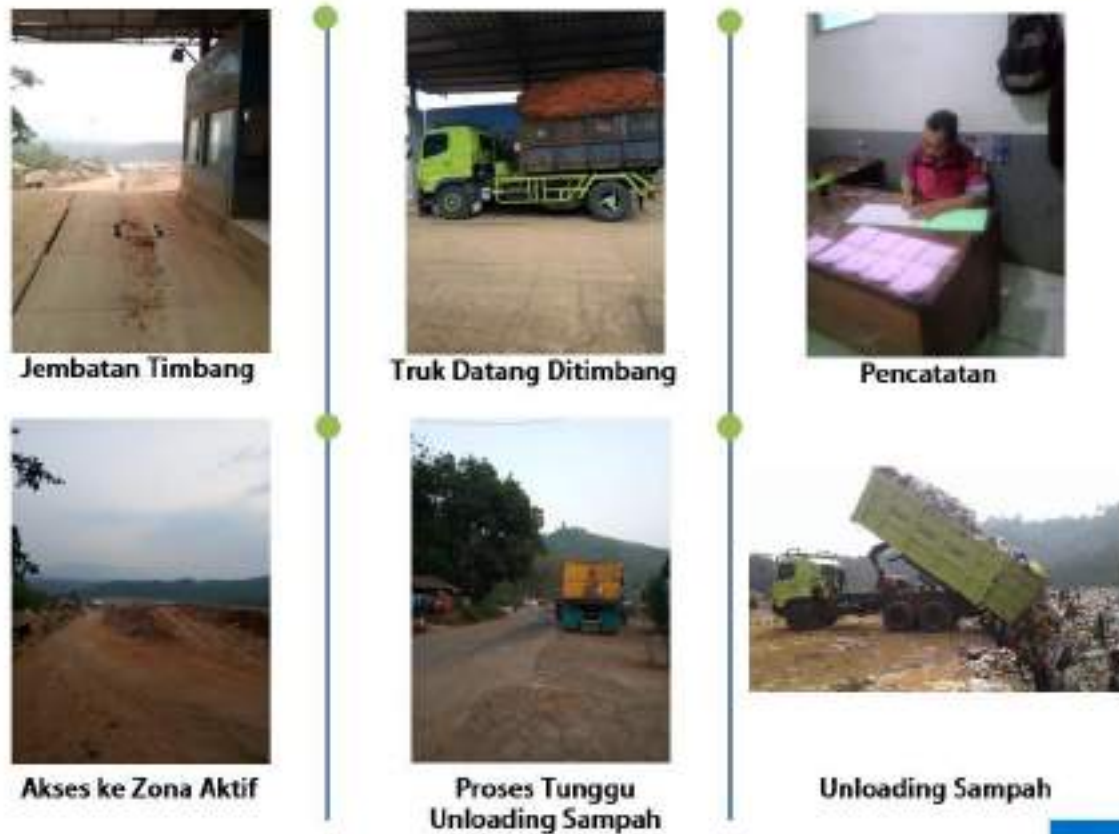 Jembatan Timbang
Truk Datang Ditimbang
Pencatatan
Akses ke Zona Aktif
Proses Tunggu
Unloading Sampah
Unloading Sampah